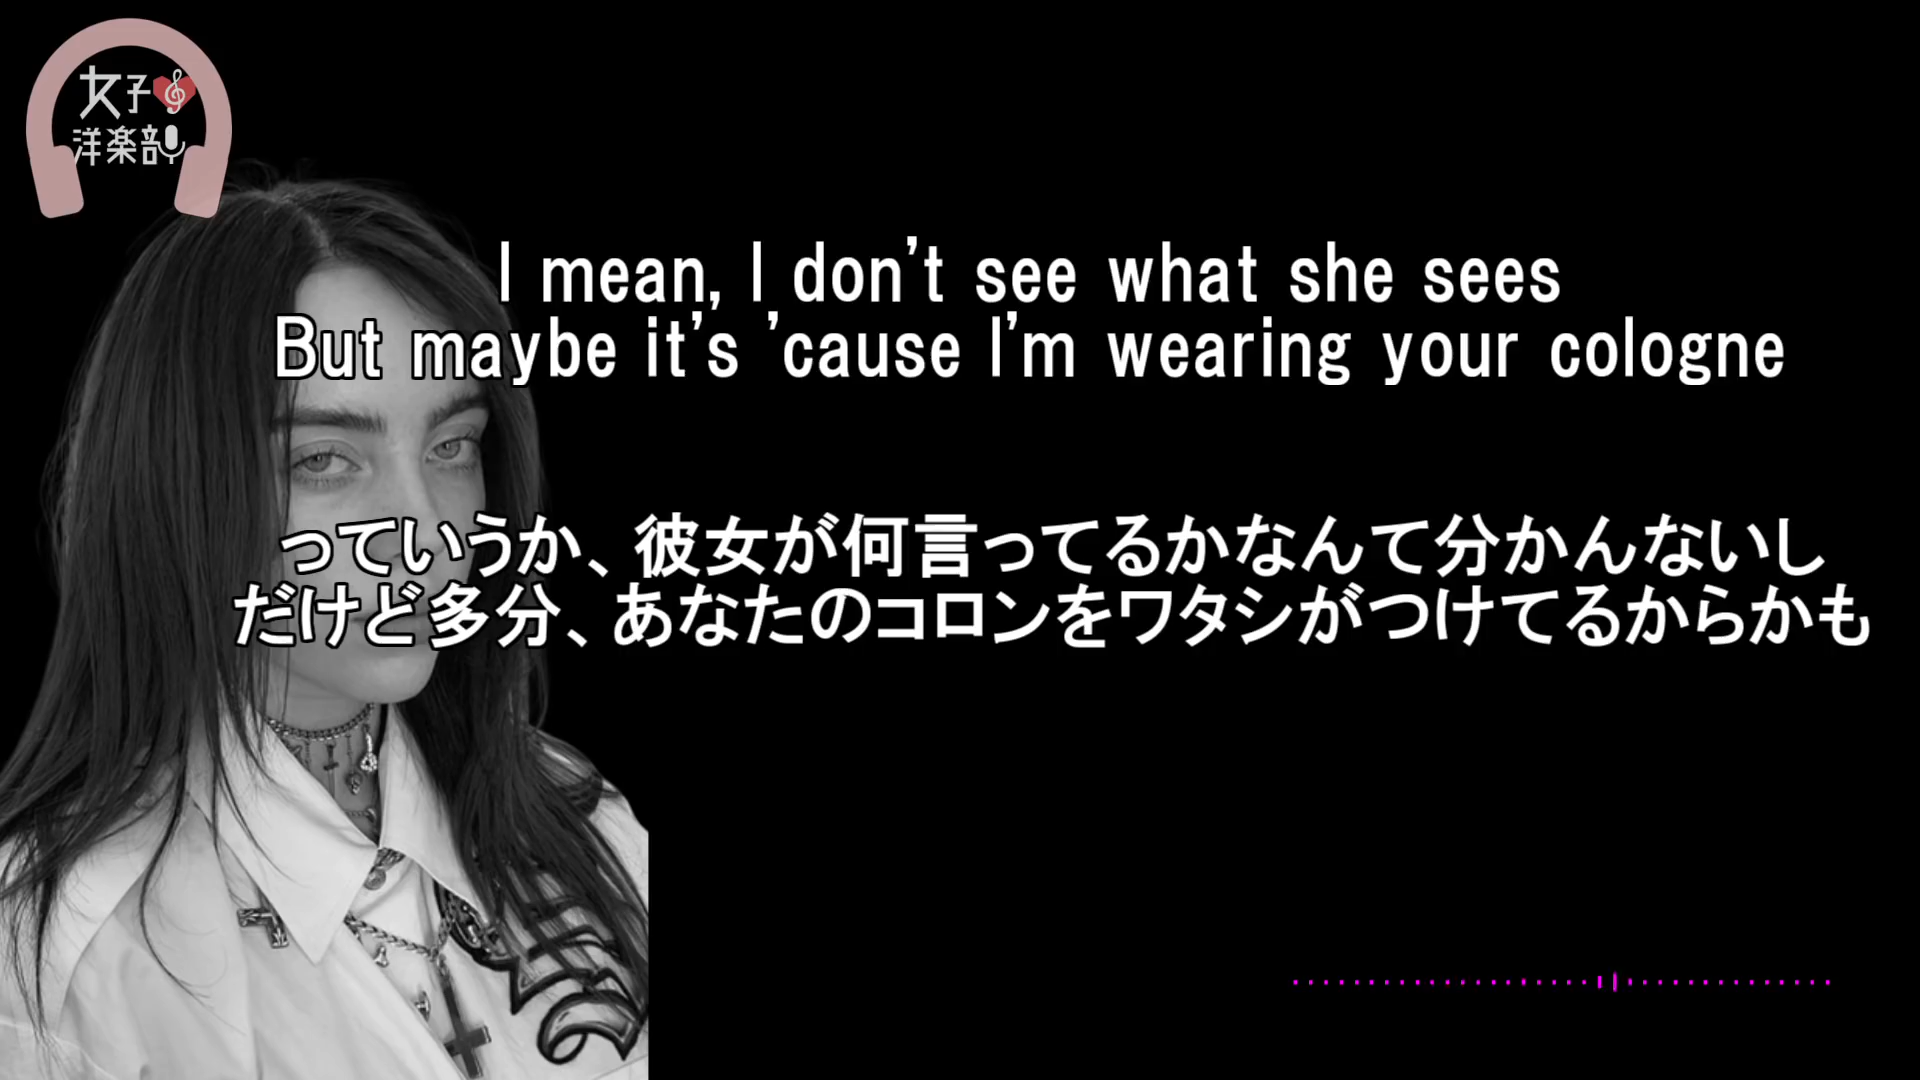 女子
洋楽部
I mean, I don't see what she sees
But maybe it's 'cause I'm wearing your cologne
っていうか、彼女が何言ってるかなんて分かんないし
だけど多分、あなたのコロンをワタシがつけてるからかも